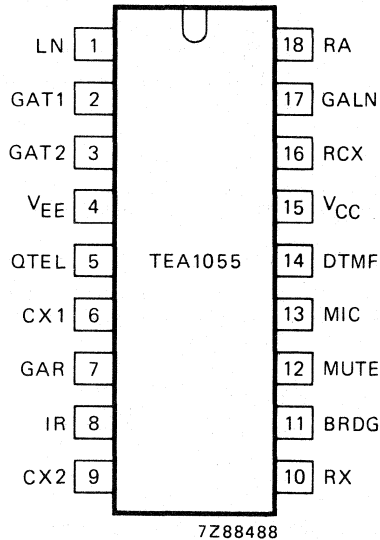 LN 1 18 RA
GAT1 2 17 GALN
GAT2 3 16 RCX
VEE 4 15 VCC
QTEL 5 TEA1055 14 DTMF
CX1 6 13 MIC
GAR 7 12 MUTE
IR 8 11 BRDG
CX2 9 10 RX
7Z88488